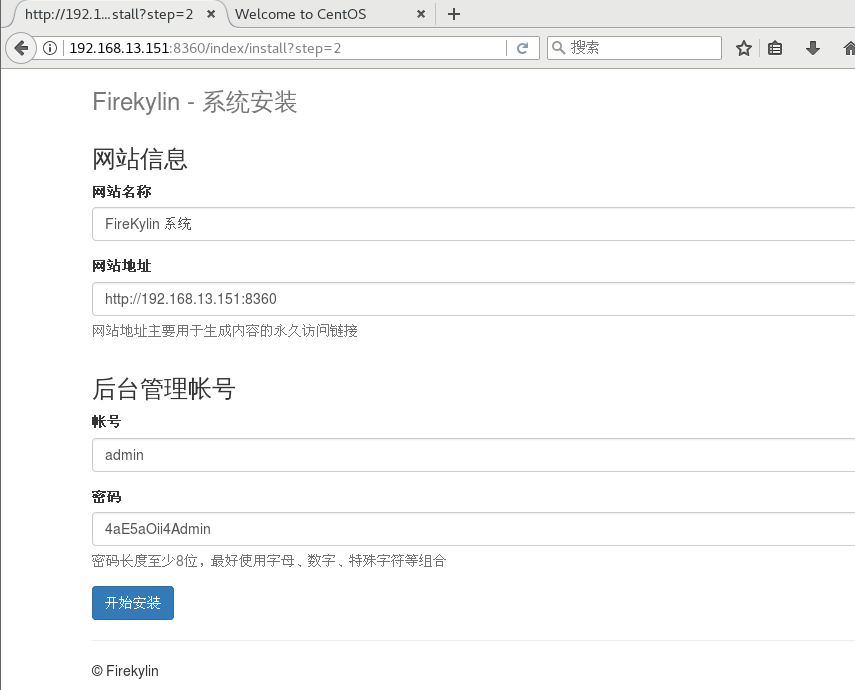 http://192.1...stall?step=2
Welcome to CentOS
192.168.13.151:8360/index/install?step=2
搜索
Firekylin - 系统安装
网站信息
网站名称
FireKylin 系统
网站地址
http://192.168.13.151:8360
网站地址主要用于生成内容的永久访问链接
后台管理帐号
帐号
admin
密码
4aE5aOii4Admin
密码长度至少8位，最好使用字母、数字、特殊字符等组合
开始安装
© Firekylin